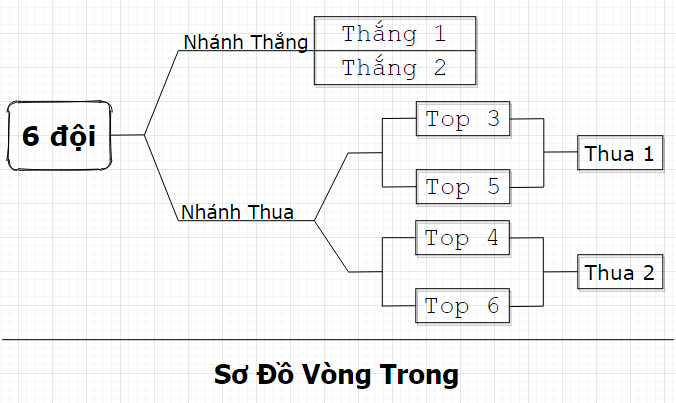 Nhánh Thắng
Thắng 1
Thắng 2
6 đội
Nhánh Thua
Top 3
Top 5
Thua 1
Top 4
Top 6
Thua 2
Sơ Đồ Vòng Trong